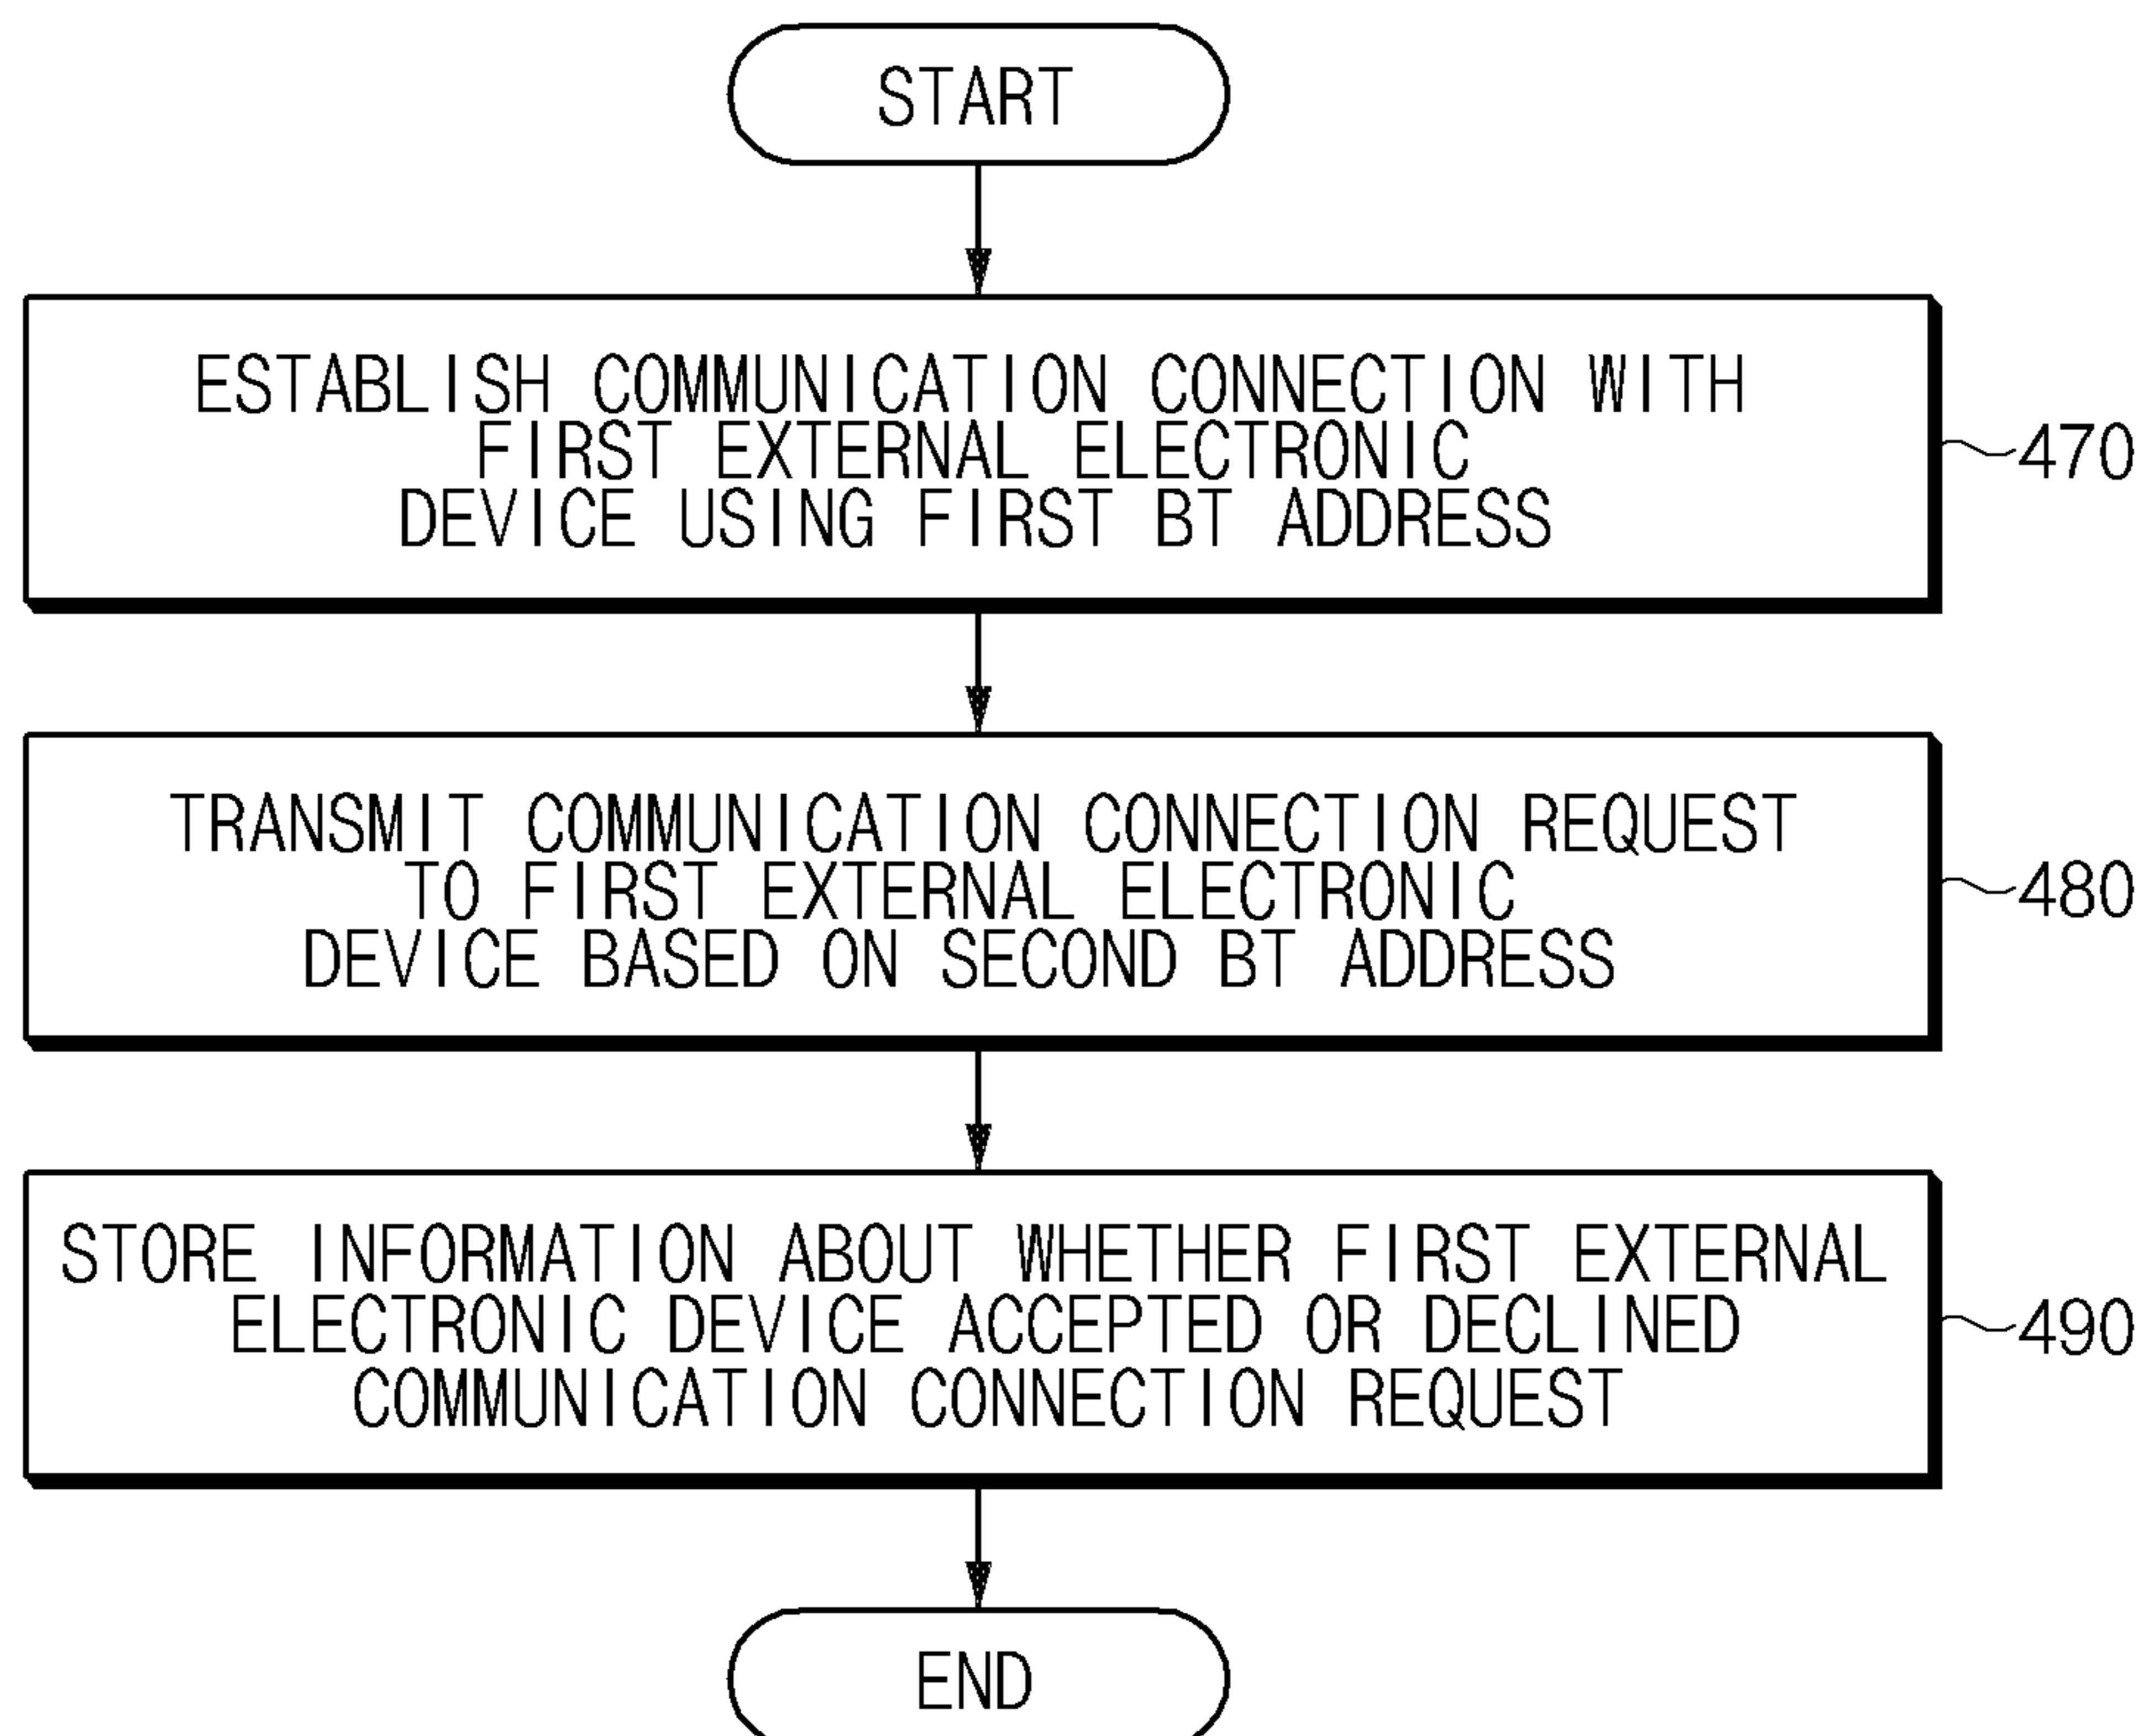 START
ESTABLISH COMMUNICATION CONNECTION WITH
FIRST EXTERNAL ELECTRONIC
DEVICE USING FIRST BT ADDRESS
470
TRANSMIT COMMUNICATION CONNECTION REQUEST
TO FIRST EXTERNAL ELECTRONIC
DEVICE BASED ON SECOND BT ADDRESS
480
STORE INFORMATION ABOUT WHETHER FIRST EXTERNAL
ELECTRONIC DEVICE ACCEPTED OR DECLINED
COMMUNICATION CONNECTION REQUEST
490
END